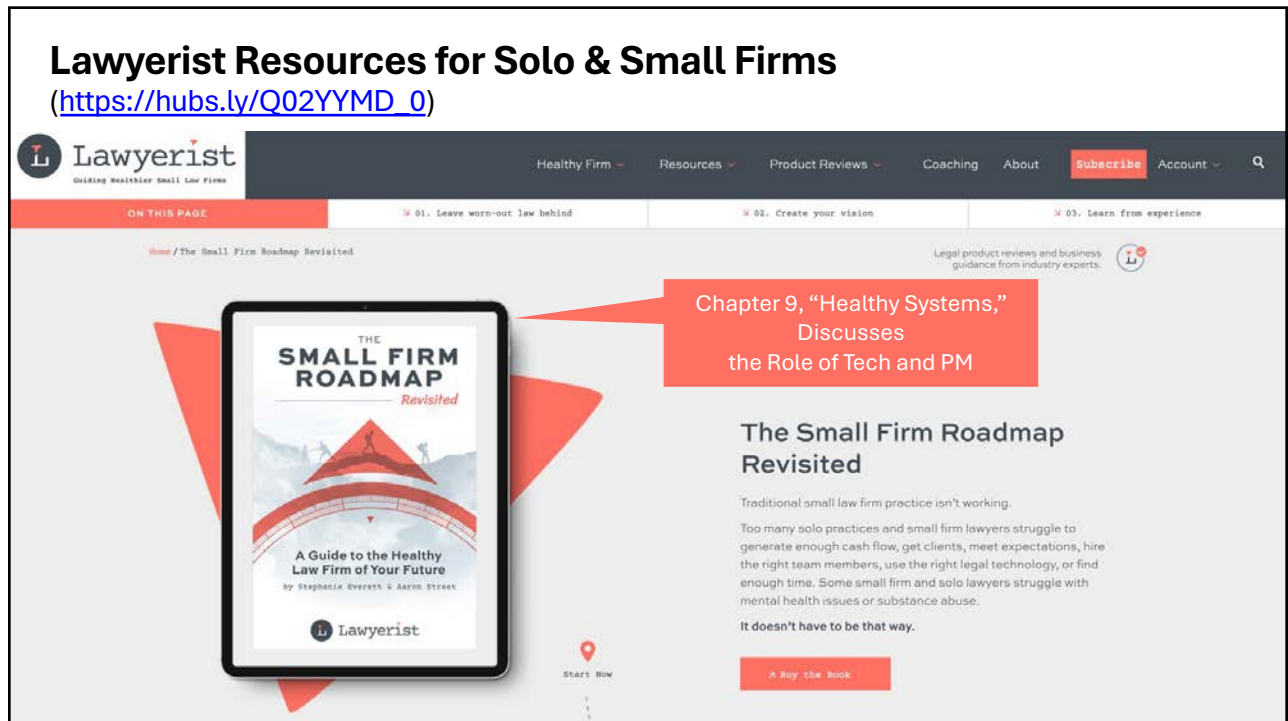 Lawyerist Resources for Solo & Small Firms
(https://hubs.ly/Q02YYMD_0)
L Lawyerist
Guiding Healthier Small Law Firms
Healthy Firm Resources Product Reviews Coaching About Subscribe Account
ON THIS PAGE
01. Leave worn-out law behind
02. Create your vision
03. Learn from experience
Home / The Small Firm Roadmap Revisited
Legal product reviews and business
guidance from industry experts.
L
Chapter 9, “Healthy Systems,”
Discusses
the Role of Tech and PM
THE
SMALL FIRM
ROADMAP
Revisited
A Guide to the Healthy
Law Firm of Your Future
by Stephanie Everett & Aaron Street
L Lawyerist
Start Now
The Small Firm Roadmap
Revisited
Traditional small law firm practice isn't working.
Too many solo practices and small firm lawyers struggle to
generate enough cash flow, get clients, meet expectations, hire
the right team members, use the right legal technology, or find
enough time. Some small firm and solo lawyers struggle with
mental health issues or substance abuse.
It doesn't have to be that way.
Buy the Book